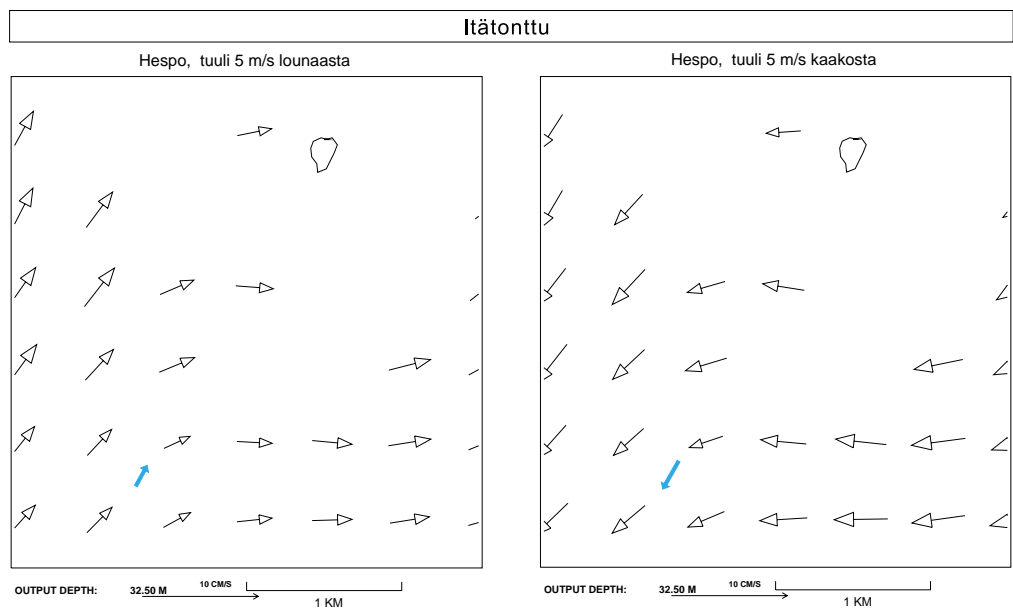 Itätonttu
Hespo, tuuli 5 m/s lounaasta
Hespo, tuuli 5 m/s kaakosta
OUTPUT DEPTH: 32.50 M 10 CM/S
1 KM
OUTPUT DEPTH: 32.50 M 10 CM/S
1 KM